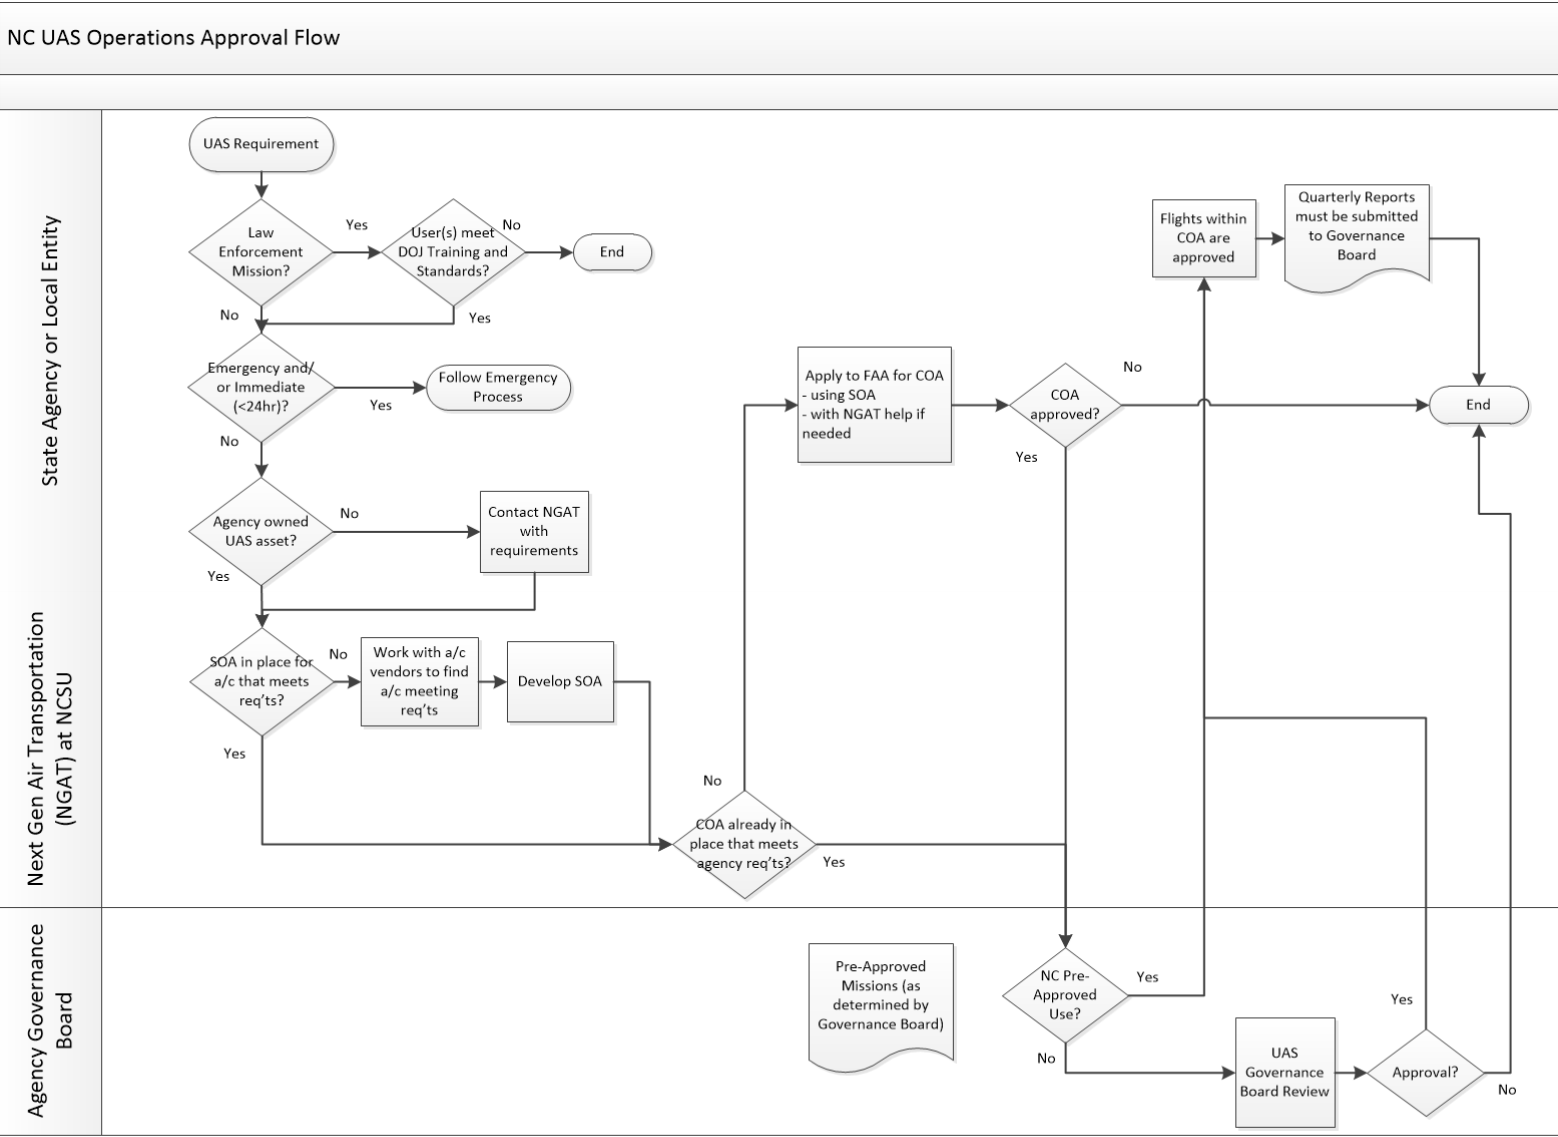 NC UAS Operations Approval Flow
State Agency or Local Entity
UAS Requirement
Law
Enforcement
Mission?
Yes
User(s) meet
DOJ Training and
Standards?
No
End
No
Yes
Emergency and/
or Immediate
(<24hr)?
Yes
Follow Emergency
Process
No
Agency owned
UAS asset?
No
Contact NGAT
with
requirements
Yes
Apply to FAA for COA
- using SOA
- with NGAT help if
needed
COA
approved?
No
Yes
Flights within
COA are
approved
Quarterly Reports
must be submitted
to Governance
Board
End
Next Gen Air Transportation
(NGAT) at NCSU
SOA in place for
a/c that meets
req'ts?
No
Work with a/c
vendors to find
a/c meeting
req'ts
Develop SOA
Yes
No
COA already in
place that meets
agency req'ts?
Yes
Agency Governance
Board
Pre-Approved
Missions (as
determined by
Governance Board)
NC Pre-
Approved
Use?
Yes
No
UAS
Governance
Board Review
Approval?
Yes
No